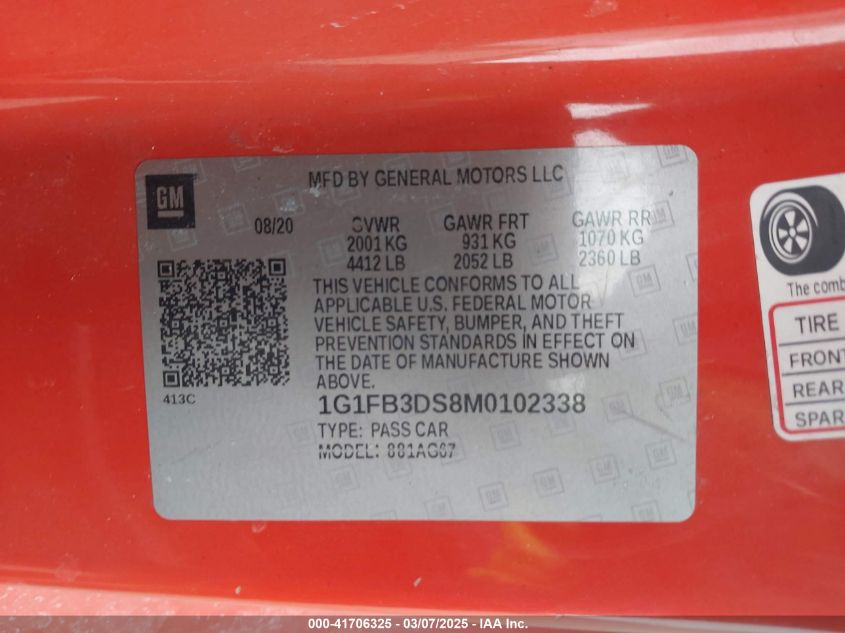 GM
MFD BY GENERAL MOTORS LLC
08/20
GVWR GAWR FRT GAWR RR
2001 KG 931 KG 1070 KG
4412 LB 2052 LB 2360 LB
THIS VEHICLE CONFORMS TO ALL
APPLICABLE U.S. FEDERAL MOTOR
VEHICLE SAFETY, BUMPER, AND THEFT
PREVENTION STANDARDS IN EFFECT ON
THE DATE OF MANUFACTURE SHOWN
ABOVE.
413C
1G1FB3DS8M0102338
TYPE: PASS CAR
MODEL: 881AG67
The comb
TIRE
FRONT
REAR
SPAR
000-41706325 - 03/07/2025 - IAA Inc.